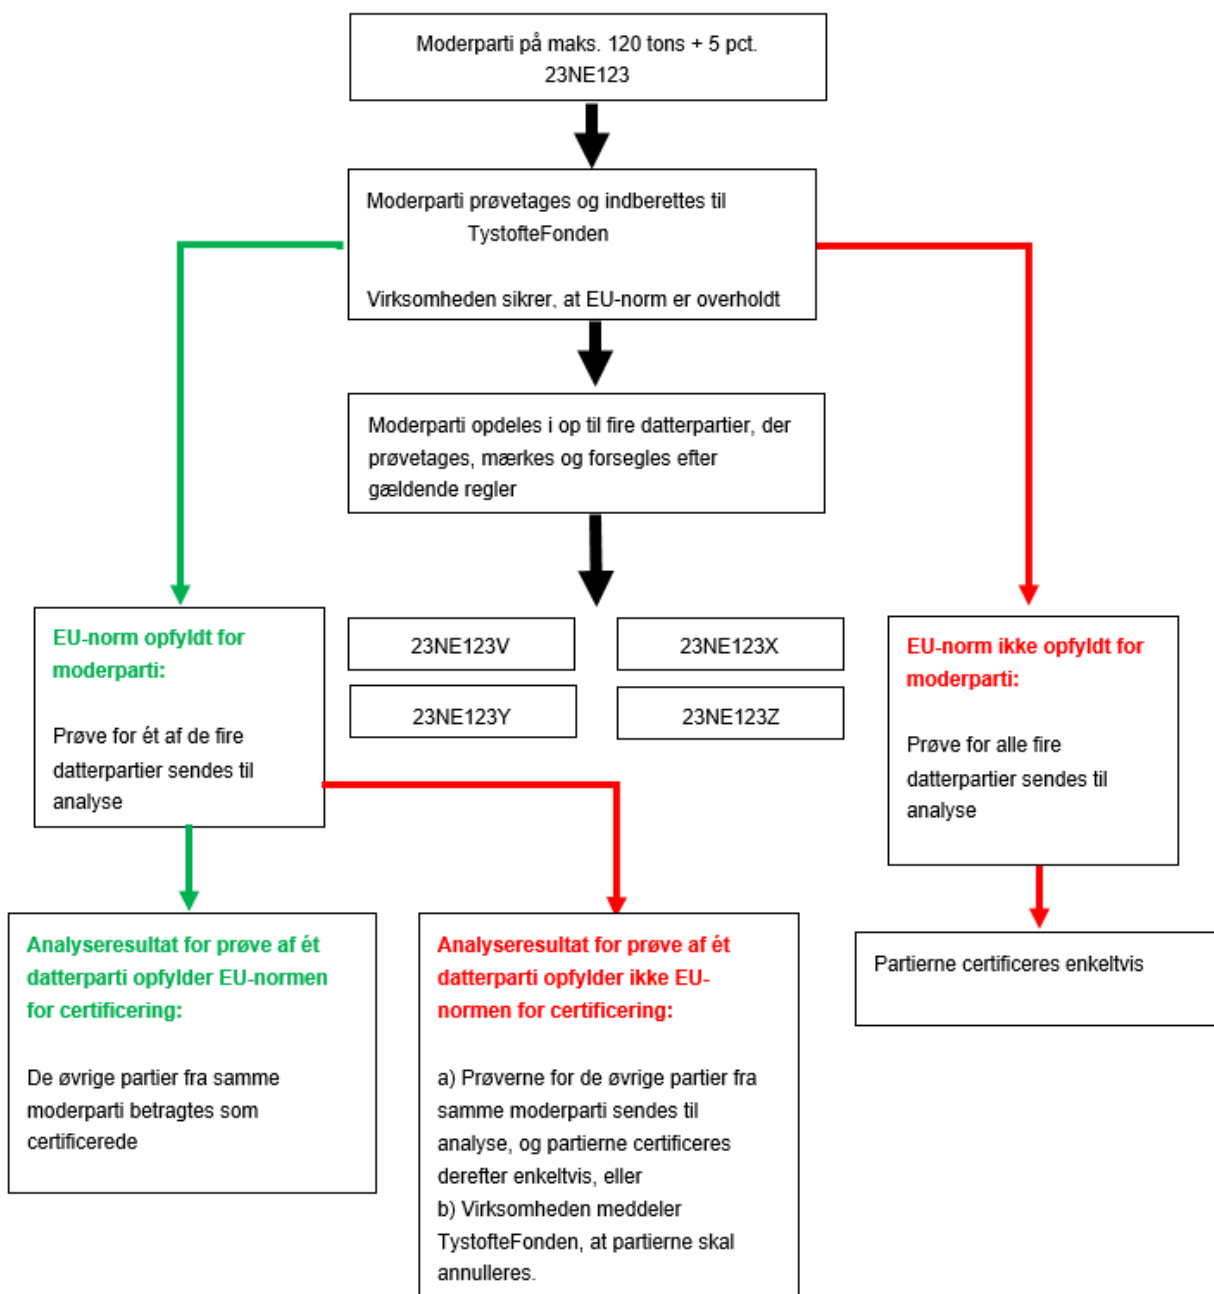 Moderparti på maks. 120 tons + 5 pct.
23NE123
Moderparti prøvetages og indberettes til
TystofteFonden
Virksomheden sikrer, at EU-norm er overholdt
Moderparti opdeles i op til fire datterpartier, der
prøvetages, mærkes og forsegles efter
gældende regler
23NE123V
23NE123X
23NE123Y
23NE123Z
EU-norm opfyldt for
moderparti:
Prøve for ét af de fire
datterpartier sendes til
analyse
EU-norm ikke opfyldt for
moderparti:
Prøve for alle fire
datterpartier sendes til
analyse
Analyseresultat for prøve af ét
datterparti opfylder EU-normen
for certificering:
De øvrige partier fra samme
moderparti betragtes som
certificerede
Analyseresultat for prøve af ét
datterparti opfylder ikke EU-
normen for certificering:
a) Prøverne for de øvrige partier fra
samme moderparti sendes til
analyse, og partierne certificeres
derefter enkeltvis, eller
b) Virksomheden meddeler
TystofteFonden, at partierne skal
annulleres.
Partierne certificeres enkeltvis